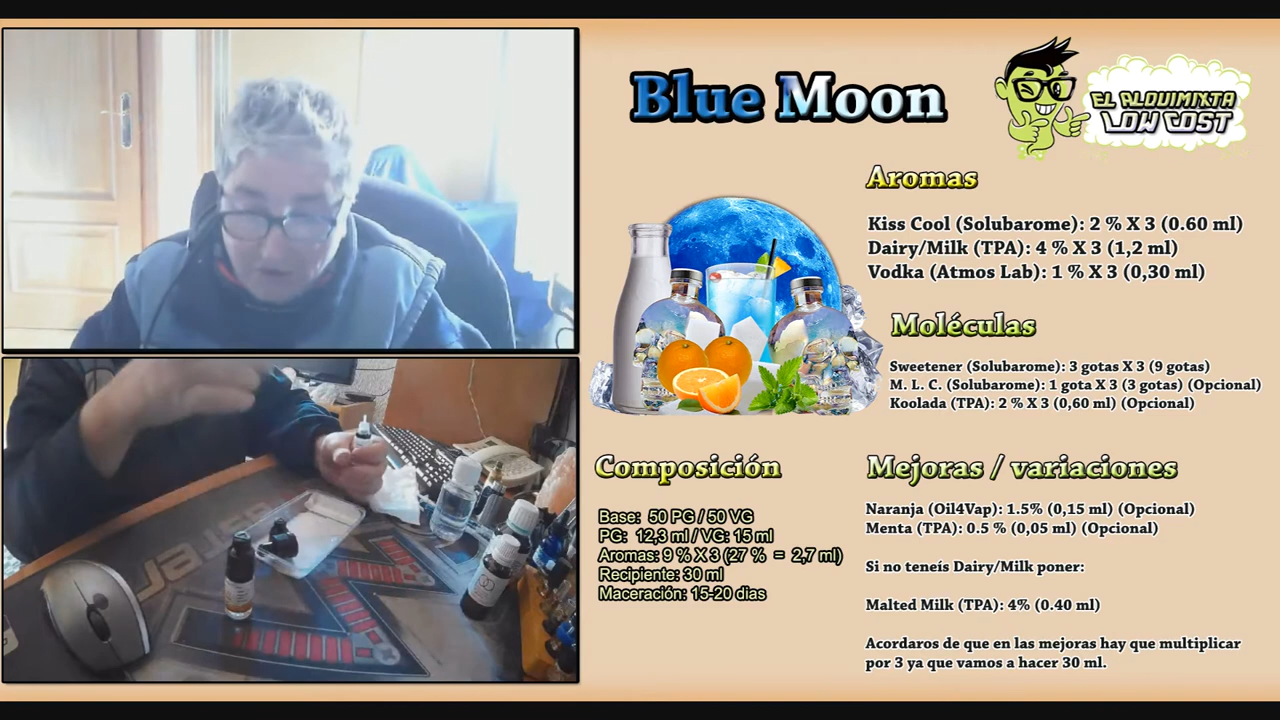 Blue Moon
EL ALQUIMIXTA
LOW COST
Aromas
Kiss Cool (Solubarome): 2 % X 3 (0.60 ml)
Dairy/Milk (TPA): 4 % X 3 (1,2 ml)
Vodka (Atmos Lab): 1 % X 3 (0,30 ml)
Moléculas
Sweetener (Solubarome): 3 gotas X 3 (9 gotas)
M. L. C. (Solubarome): 1 gota X 3 (3 gotas) (Opcional)
Koolada (TPA): 2 % X 3 (0,60 ml) (Opcional)
Composición
Base: 50 PG / 50 VG
PG: 12,3 ml / VG: 15 ml
Aromas: 9 % X 3 (27 % = 2,7 ml)
Recipiente: 30 ml
Maceración: 15-20 dias
Mejoras / variaciones
Naranja (Oil4Vap): 1.5% (0,15 ml) (Opcional)
Menta (TPA): 0.5 % (0,05 ml) (Opcional)
Si no teneís Dairy/Milk poner:
Malted Milk (TPA): 4% (0.40 ml)
Acordaros de que en las mejoras hay que multiplicar
por 3 ya que vamos a hacer 30 ml.